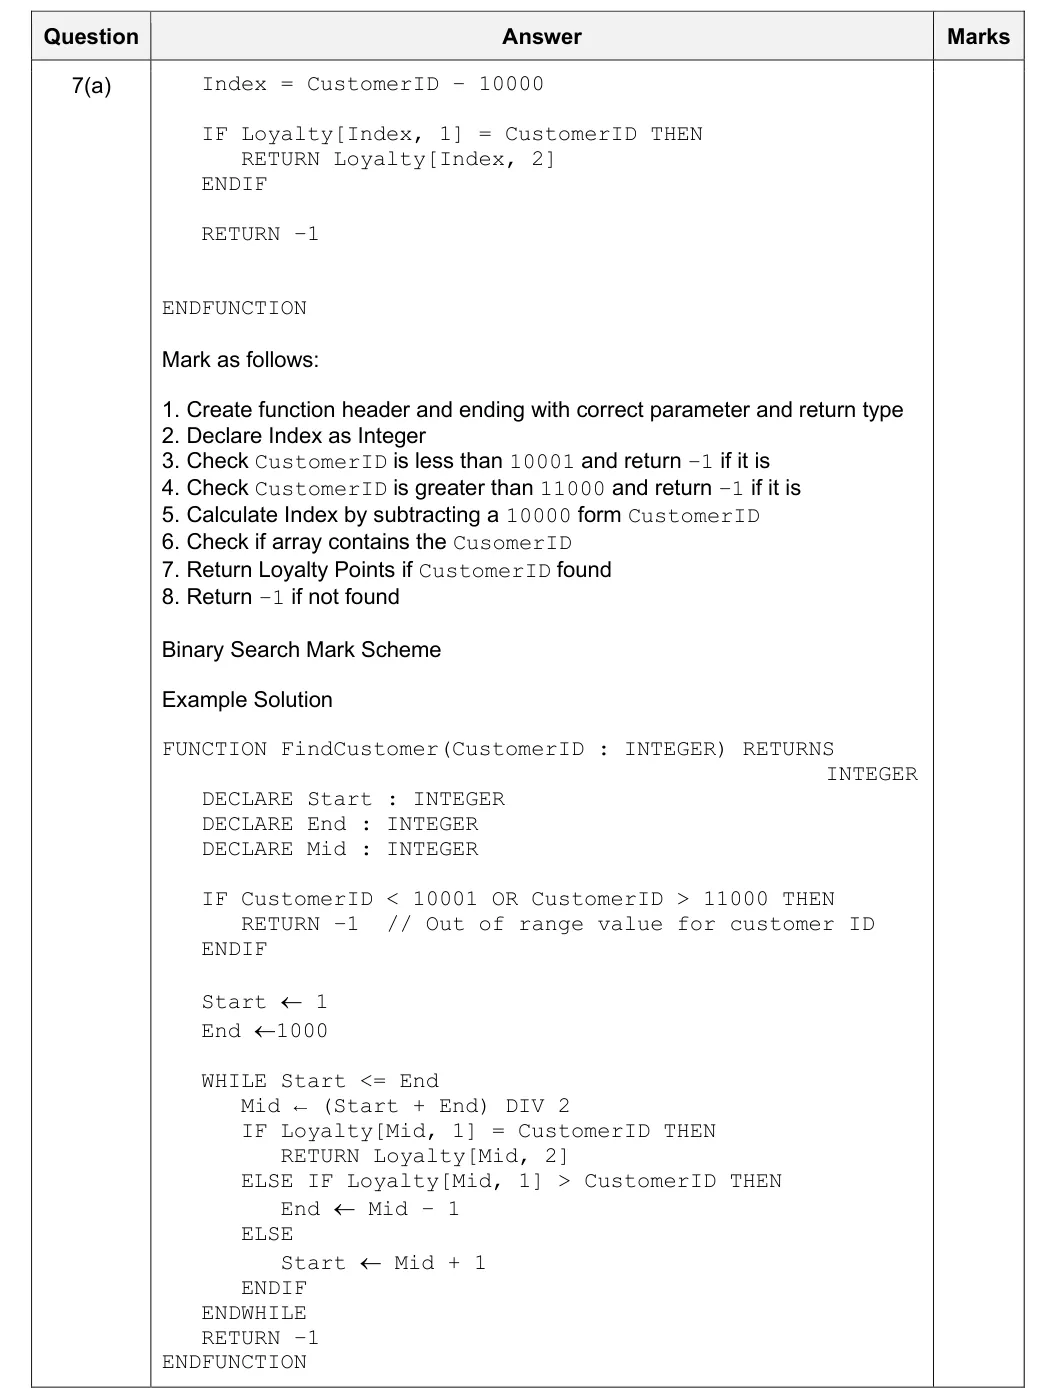 Question Answer Marks
7(a)
Index = CustomerID – 10000
IF Loyalty[Index, 1] = CustomerID THEN
RETURN Loyalty[Index, 2]
ENDIF
RETURN –1
ENDFUNCTION
Mark as follows:
1. Create function header and ending with correct parameter and return type
2. Declare Index as Integer
3. Check CustomerID is less than 10001 and return –1 if it is
4. Check CustomerID is greater than 11000 and return –1 if it is
5. Calculate Index by subtracting a 10000 form CustomerID
6. Check if array contains the CusomerID
7. Return Loyalty Points if CustomerID found
8. Return –1 if not found
Binary Search Mark Scheme
Example Solution
FUNCTION FindCustomer(CustomerID : INTEGER) RETURNS
INTEGER
DECLARE Start : INTEGER
DECLARE End : INTEGER
DECLARE Mid : INTEGER
IF CustomerID < 10001 OR CustomerID > 11000 THEN
RETURN –1 // Out of range value for customer ID
ENDIF
Start ← 1
End ←1000
WHILE Start <= End
Mid ← (Start + End) DIV 2
IF Loyalty[Mid, 1] = CustomerID THEN
RETURN Loyalty[Mid, 2]
ELSE IF Loyalty[Mid, 1] > CustomerID THEN
End ← Mid – 1
ELSE
Start ← Mid + 1
ENDIF
ENDWHILE
RETURN –1
ENDFUNCTION